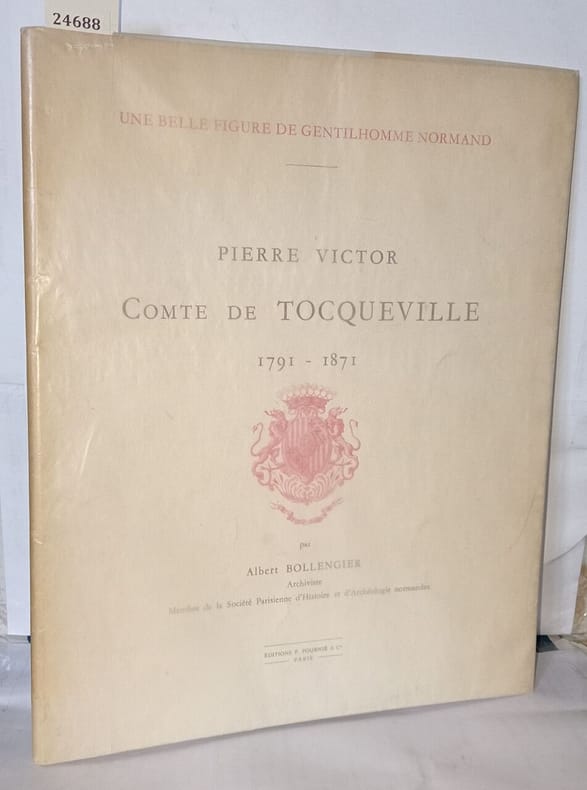 24688
UNE BELLE FIGURE DE GENTILHOMME NORMAND
PIERRE VICTOR
COMTE DE TOCQUEVILLE
1791 - 1871
par
Albert BOLLENGIER
Archiviste
Membre de la Société Parisienne d'Histoire et d'Archéologie normandes
ÉDITIONS P. FOURNIÉ & Cie
PARIS